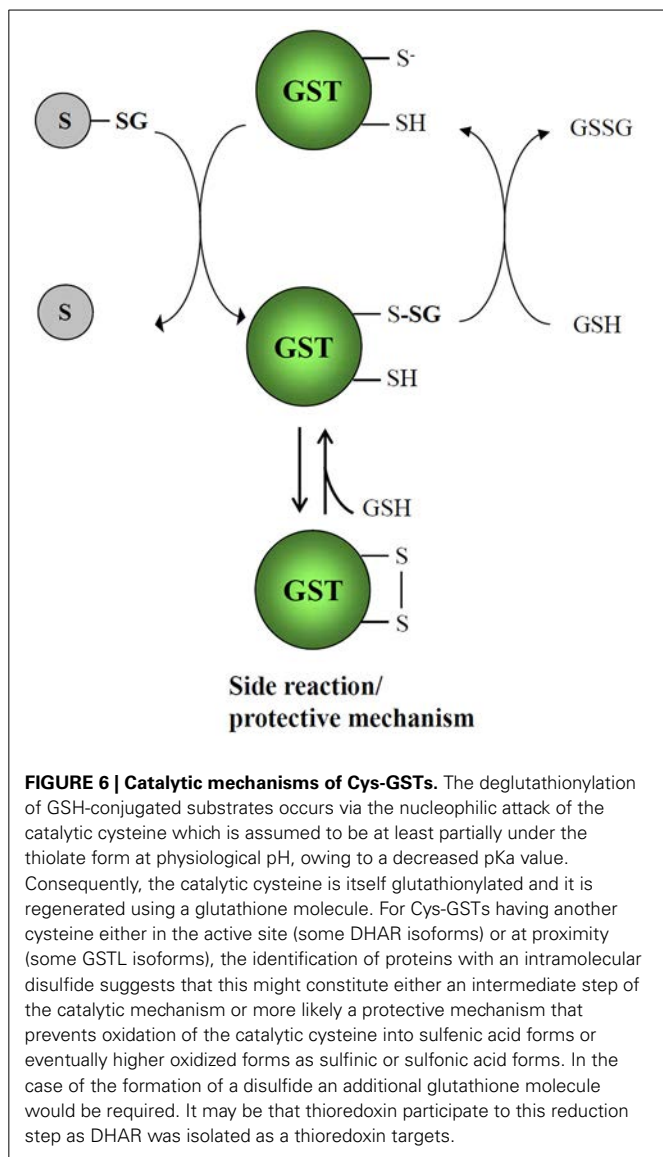 S SG
GST
S-
SH
GSSG
S
GST
S-SG
SH
GSH
GSH
GST
S
S
Side reaction/
protective mechanism
FIGURE 6 | Catalytic mechanisms of Cys-GSTs. The deglutathionylation
of GSH-conjugated substrates occurs via the nucleophilic attack of the
catalytic cysteine which is assumed to be at least partially under the
thiolate form at physiological pH, owing to a decreased pKa value.
Consequently, the catalytic cysteine is itself glutathionylated and it is
regenerated using a glutathione molecule. For Cys-GSTs having another
cysteine either in the active site (some DHAR isoforms) or at proximity
(some GSTL isoforms), the identification of proteins with an intramolecular
disulfide suggests that this might constitute either an intermediate step of
the catalytic mechanism or more likely a protective mechanism that
prevents oxidation of the catalytic cysteine into sulfenic acid forms or
eventually higher oxidized forms as sulfinic or sulfonic acid forms. In the
case of the formation of a disulfide an additional glutathione molecule
would be required. It may be that thioredoxin participate to this reduction
step as DHAR was isolated as a thioredoxin targets.